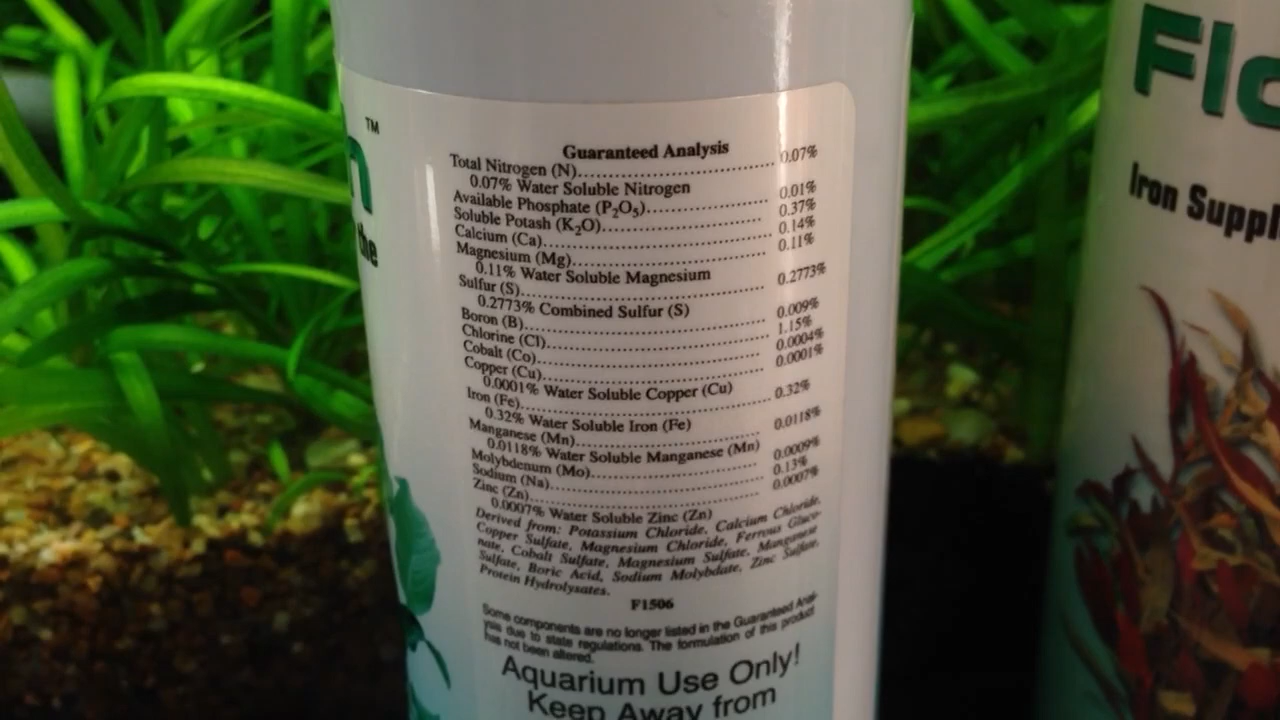 Guaranteed Analysis
Total Nitrogen (N)............................ 0.07%
0.07% Water Soluble Nitrogen
Available Phosphate (P₂O₅)............................ 0.01%
Soluble Potash (K₂O)............................ 0.37%
Calcium (Ca)............................ 0.14%
Magnesium (Mg)............................ 0.11%
0.11% Water Soluble Magnesium
Sulfur (S)............................ 0.2773%
0.2773% Combined Sulfur (S)
Boron (B)............................ 0.009%
Chlorine (Cl)............................ 1.15%
Cobalt (Co)............................ 0.0004%
Copper (Cu)............................ 0.0001%
0.0001% Water Soluble Copper (Cu)
Iron (Fe)............................ 0.32%
0.32% Water Soluble Iron (Fe)
Manganese (Mn)............................ 0.0118%
0.0118% Water Soluble Manganese (Mn)
Molybdenum (Mo)............................ 0.0009%
Sodium (Na)............................ 0.13%
Zinc (Zn)............................ 0.0007%
0.0007% Water Soluble Zinc (Zn)
Derived from: Potassium Chloride, Calcium Chloride,
Copper Sulfate, Magnesium Chloride, Ferrous Gluco-
nate, Cobalt Sulfate, Magnesium Sulfate, Manganese
Sulfate, Boric Acid, Sodium Molybdate, Zinc Sulfate,
Protein Hydrolysates.
F1506
Some components are no longer listed in the Guaranteed Anal-
ysis due to state regulations. The formulation of this product
has not been altered.
Aquarium Use Only!
Keep Away from
n™
the
Flo
Iron Suppl